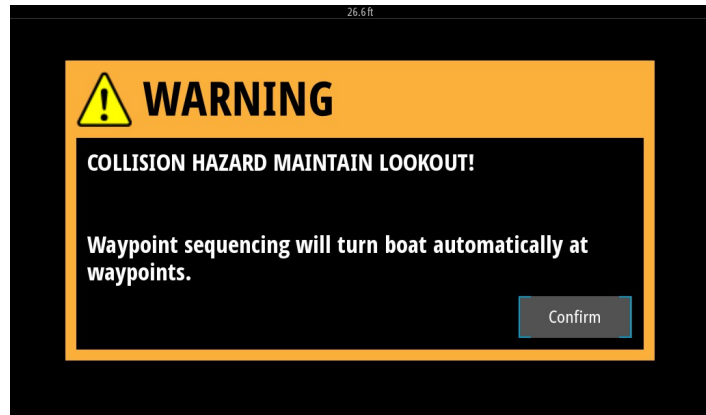 26.6 ft
WARNING
COLLISION HAZARD MAINTAIN LOOKOUT!
Waypoint sequencing will turn boat automatically at
waypoints.
Confirm